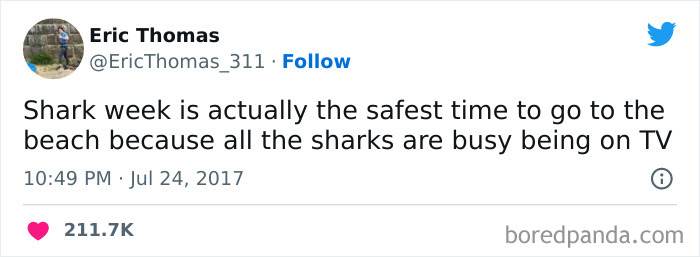 Eric Thomas
@EricThomas_311 · Follow
Shark week is actually the safest time to go to the
beach because all the sharks are busy being on TV
10:49 PM · Jul 24, 2017
211.7K
boredpanda.com